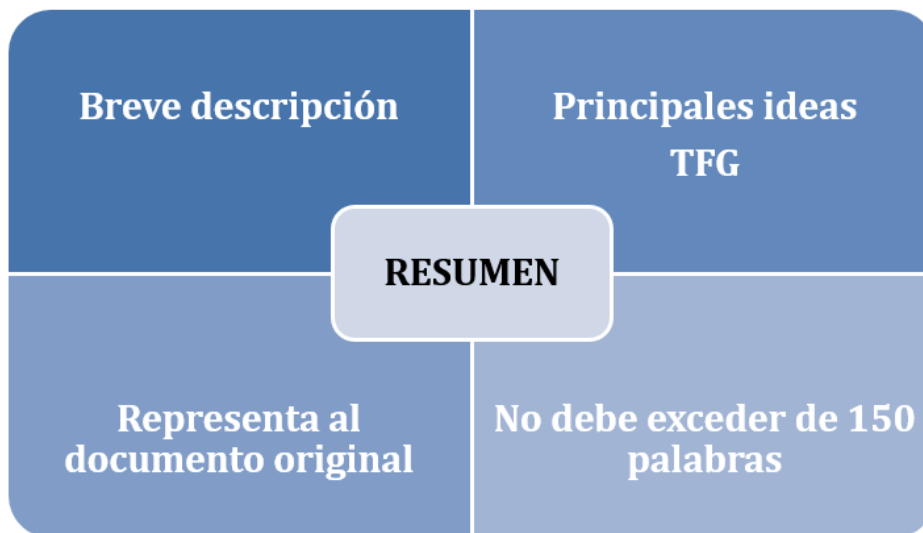 Breve descripción
Principales ideas
TFG
RESUMEN
Representa al
documento original
No debe exceder de 150
palabras